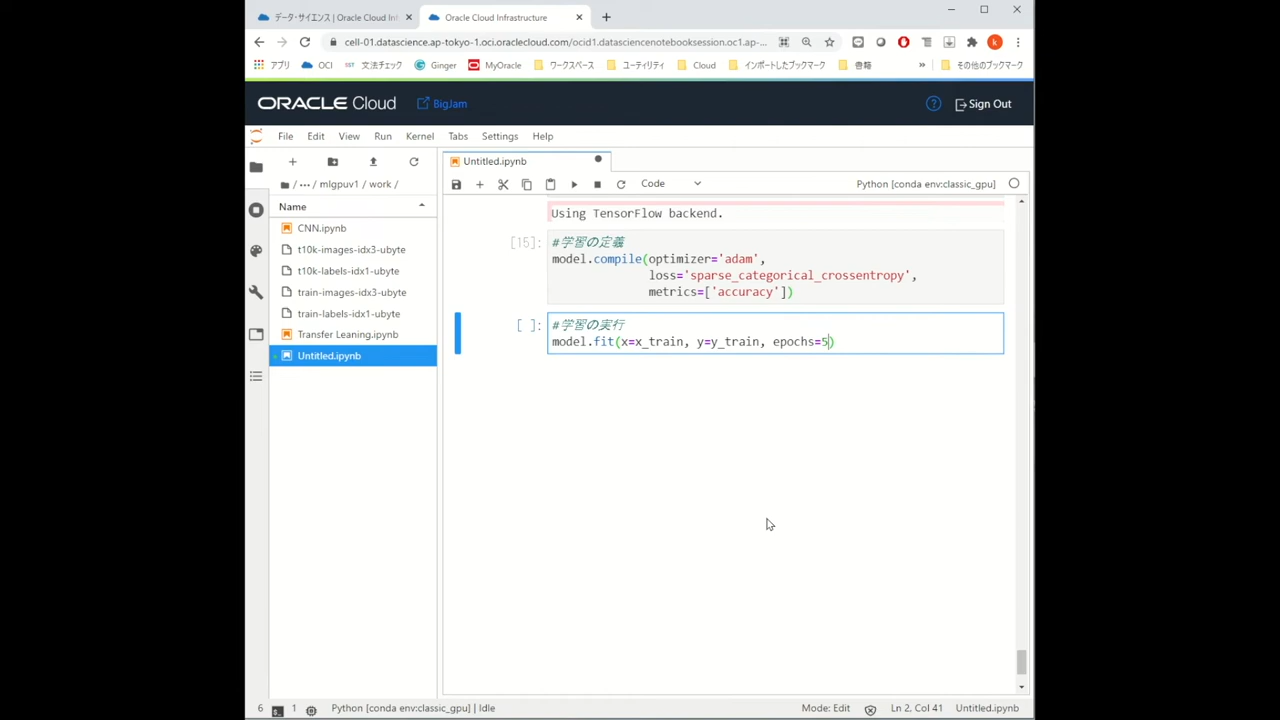 データ・サイエンス | Oracle Cloud Inf
Oracle Cloud Infrastructure
cell-01.datascience.ap-tokyo-1.oci.oraclecloud.com/ocid1.datasciencenotebooksession.oc1.ap-...
アプリ
OCI
文法チェック
Ginger
MyOracle
ワークスペース
ユーティリティ
Cloud
インポートしたブックマーク
書籍
»
その他のブックマーク
ORACLE Cloud
BigJam
Sign Out
File Edit View Run Kernel Tabs Settings Help
Untitled.ipynb
/ ··· / mlgpuv1 / work /
Code
Python [conda env:classic_gpu]
Name
CNN.ipynb
t10k-images-idx3-ubyte
t10k-labels-idx1-ubyte
train-images-idx3-ubyte
train-labels-idx1-ubyte
Transfer Leaning.ipynb
Untitled.ipynb
Using TensorFlow backend.
[15]: #学習の定義
model.compile(optimizer='adam',
loss='sparse_categorical_crossentropy',
metrics=['accuracy'])
[ ]: #学習の実行
model.fit(x=x_train, y=y_train, epochs=5)
6
1
Python [conda env:classic_gpu] | Idle
Mode: Edit
Ln 2, Col 41
Untitled.ipynb